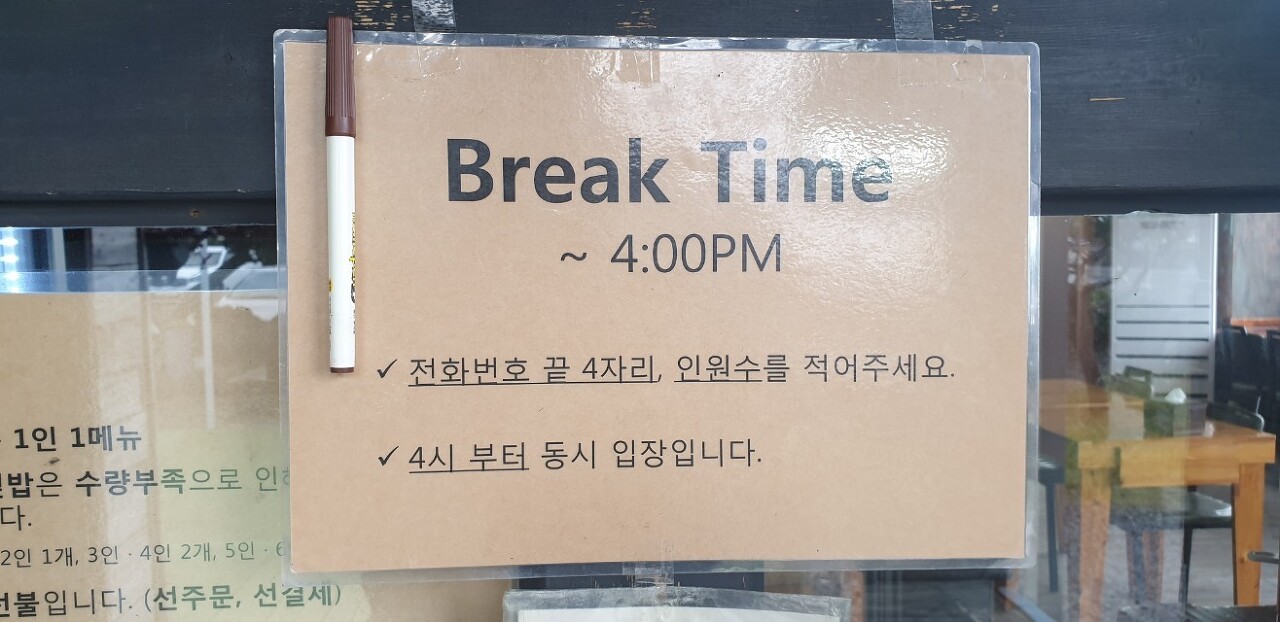 Break Time
~ 4:00PM
✓ 전화번호 끝 4자리, 인원수를 적어주세요.
✓ 4시 부터 동시 입장입니다.
1인 1메뉴
수량부족으로
다.
2인 1개, 3인 · 4인 2개, 5인 ·
선불입니다. (선주문, 선결제)